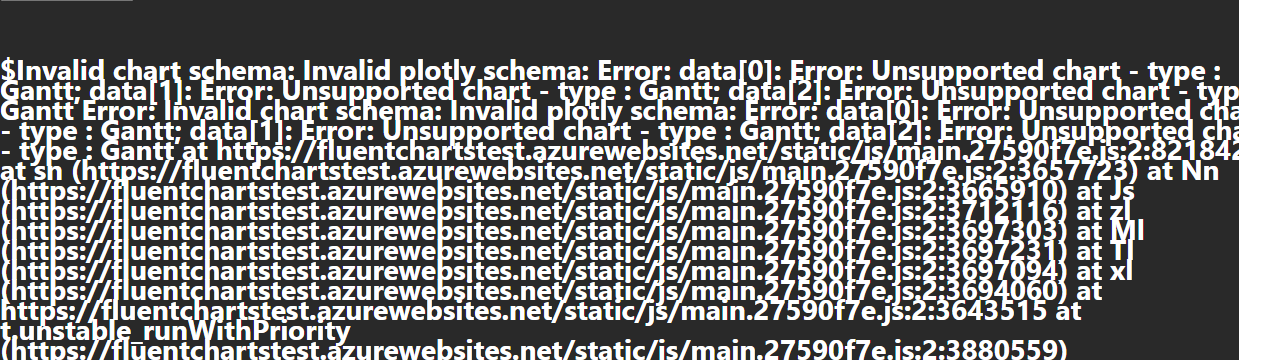 $Invalid chart schema: Invalid plotly schema: Error: data[0]: Error: Unsupported chart - type :
Gantt; data[1]: Error: Unsupported chart - type : Gantt; data[2]: Error: Unsupported chart - typ
Gantt Error: Invalid chart schema: Invalid plotly schema: Error: data[0]: Error: Unsupported cha
- type : Gantt; data[1]: Error: Unsupported chart - type : Gantt; data[2]: Error: Unsupported cha
- type : Gantt at https://fluentchartstest.azurewebsites.net/static/js/main.27590f7e.js:2:821842
at sh (https://fluentchartstest.azurewebsites.net/static/js/main.27590f7e.js:2:3657723) at Nn
(https://fluentchartstest.azurewebsites.net/static/js/main.27590f7e.js:2:3665910) at Js
(https://fluentchartstest.azurewebsites.net/static/js/main.27590f7e.js:2:3712116) at zl
(https://fluentchartstest.azurewebsites.net/static/js/main.27590f7e.js:2:3697303) at Ml
(https://fluentchartstest.azurewebsites.net/static/js/main.27590f7e.js:2:3697231) at Tl
(https://fluentchartstest.azurewebsites.net/static/js/main.27590f7e.js:2:3697094) at xl
(https://fluentchartstest.azurewebsites.net/static/js/main.27590f7e.js:2:3694060) at
https://fluentchartstest.azurewebsites.net/static/js/main.27590f7e.js:2:3643515 at
t.unstable_runWithPriority
(https://fluentchartstest.azurewebsites.net/static/js/main.27590f7e.js:2:3880559)